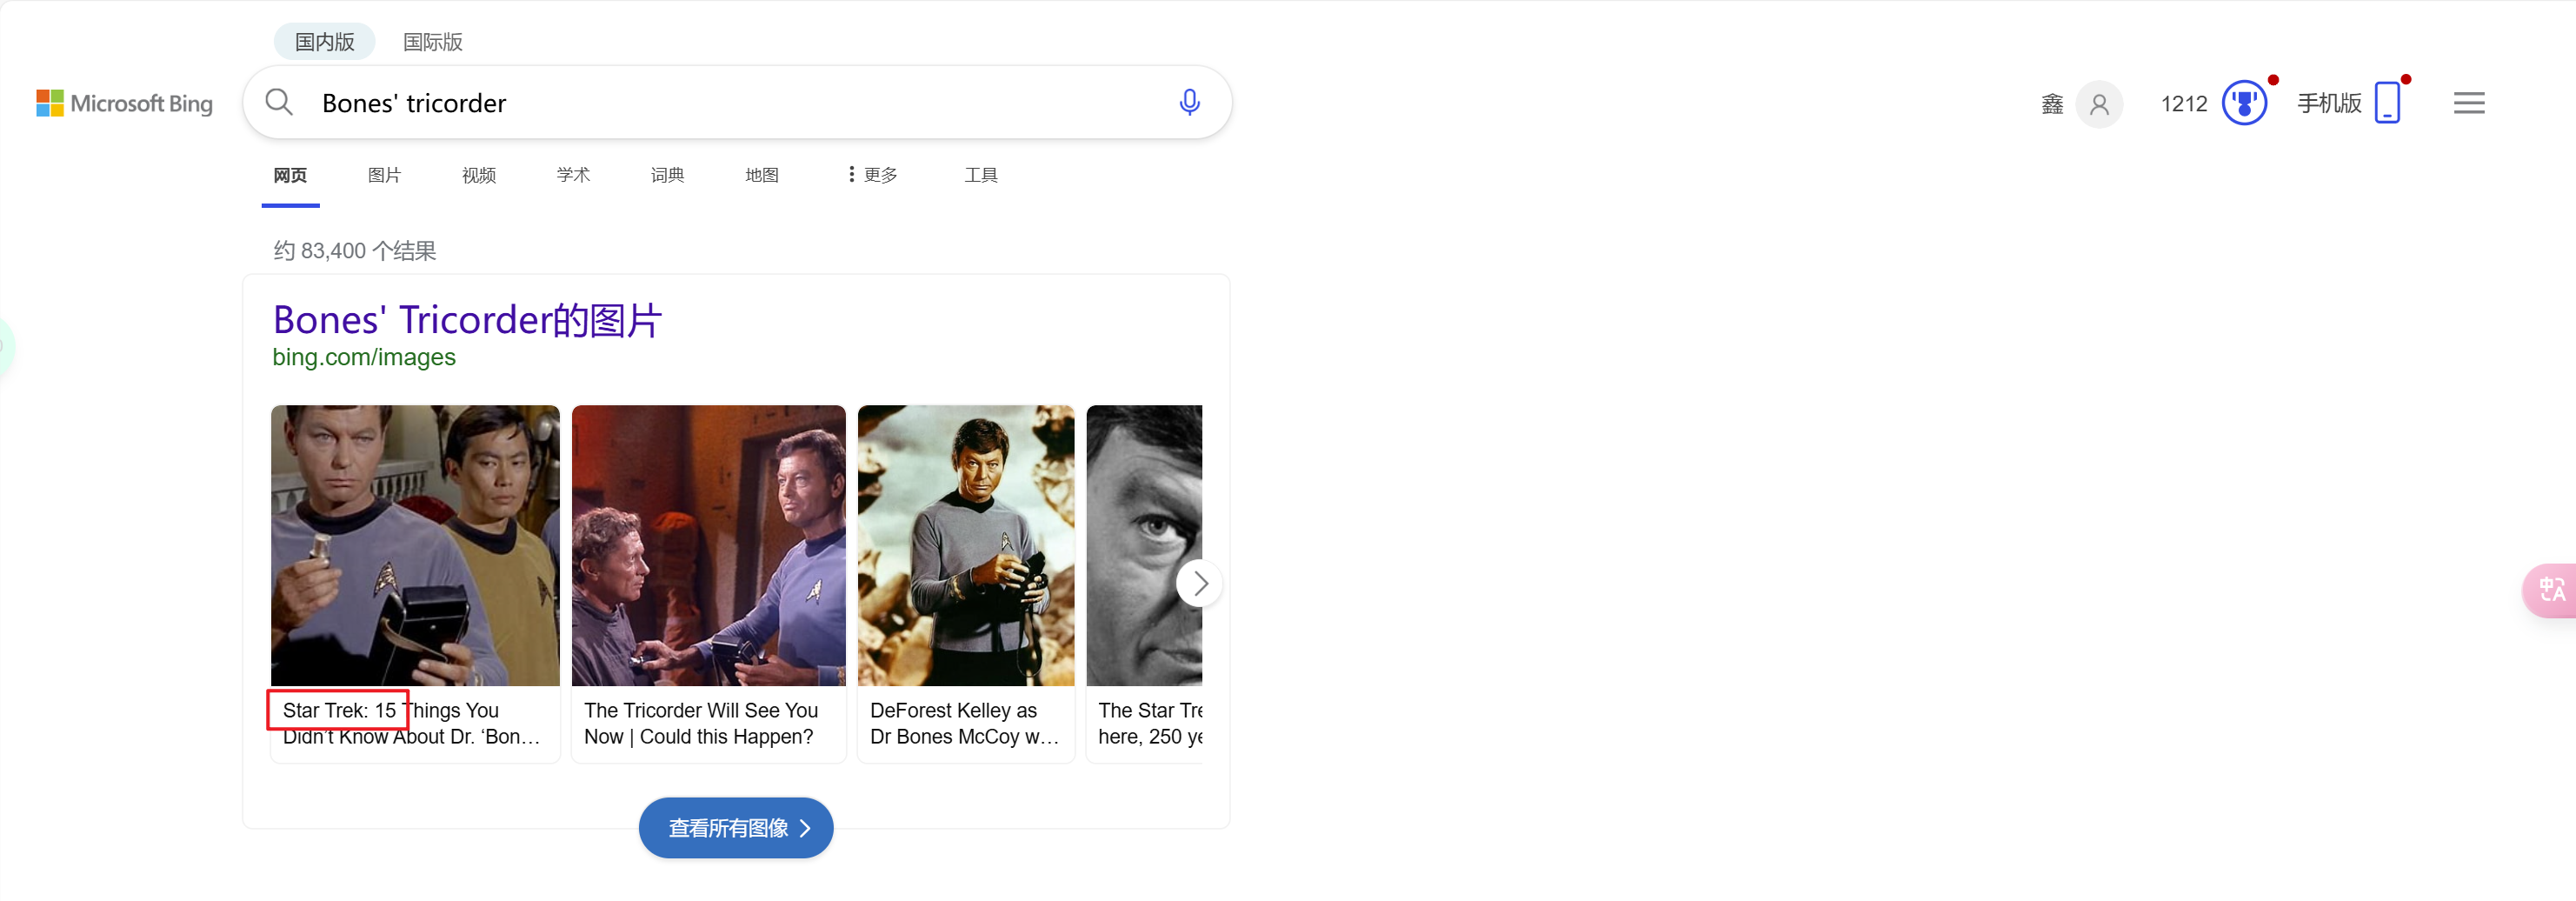 国内版 国际版
Microsoft Bing
Bones' tricorder
鑫 1212 手机版
网页 图片 视频 学术 词典 地图 更多 工具
约 83,400 个结果
Bones' Tricorder的图片
bing.com/images
Star Trek: 15 Things You
Didn't Know About Dr. ‘Bon…
The Tricorder Will See You
Now | Could this Happen?
DeForest Kelley as
Dr Bones McCoy w…
The Star Tre
here, 250 ye
查看所有图像
中A